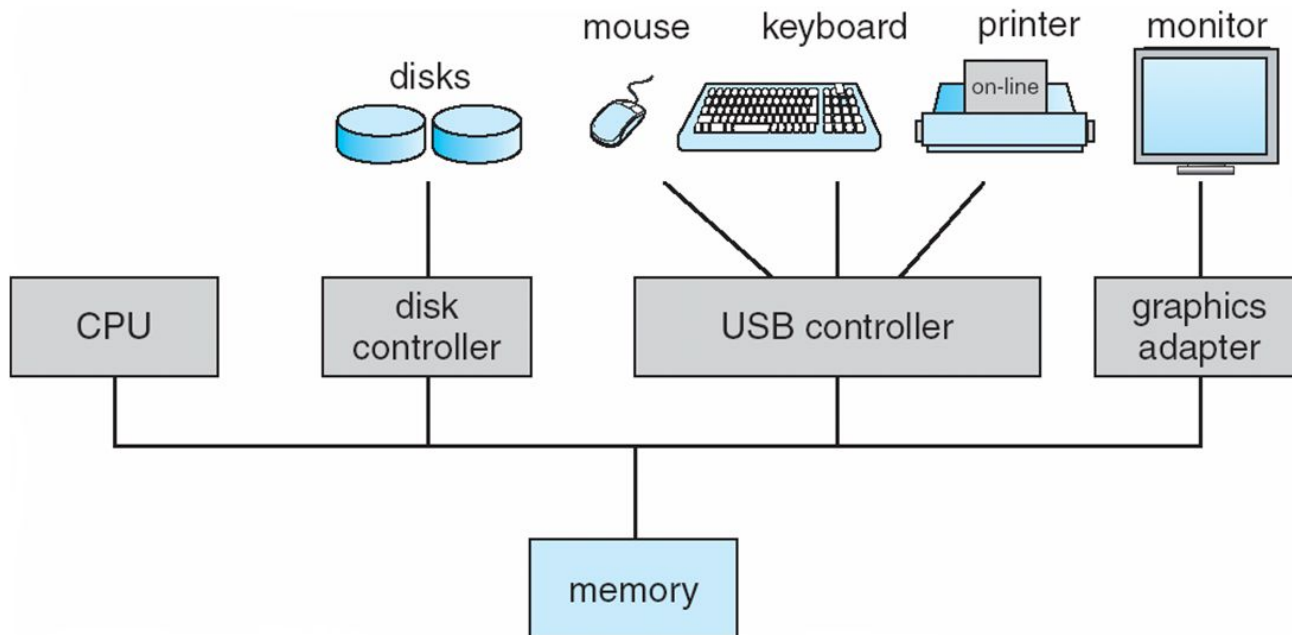 mouse
keyboard
printer
monitor
disks
on-line
CPU
disk
controller
USB controller
graphics
adapter
memory